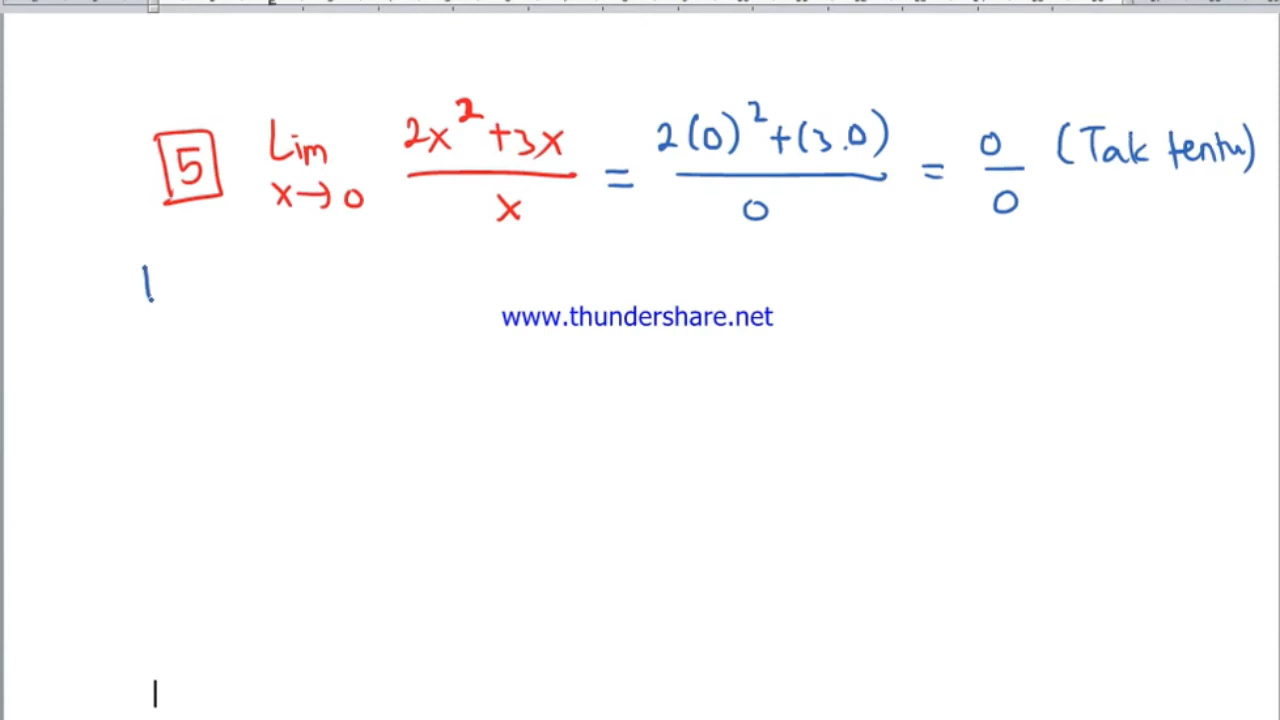 5 Lim x→0 (2x² + 3x)/x = (2(0)² + (3.0))/0 = 0/0 (Tak tentu)
www.thundershare.net